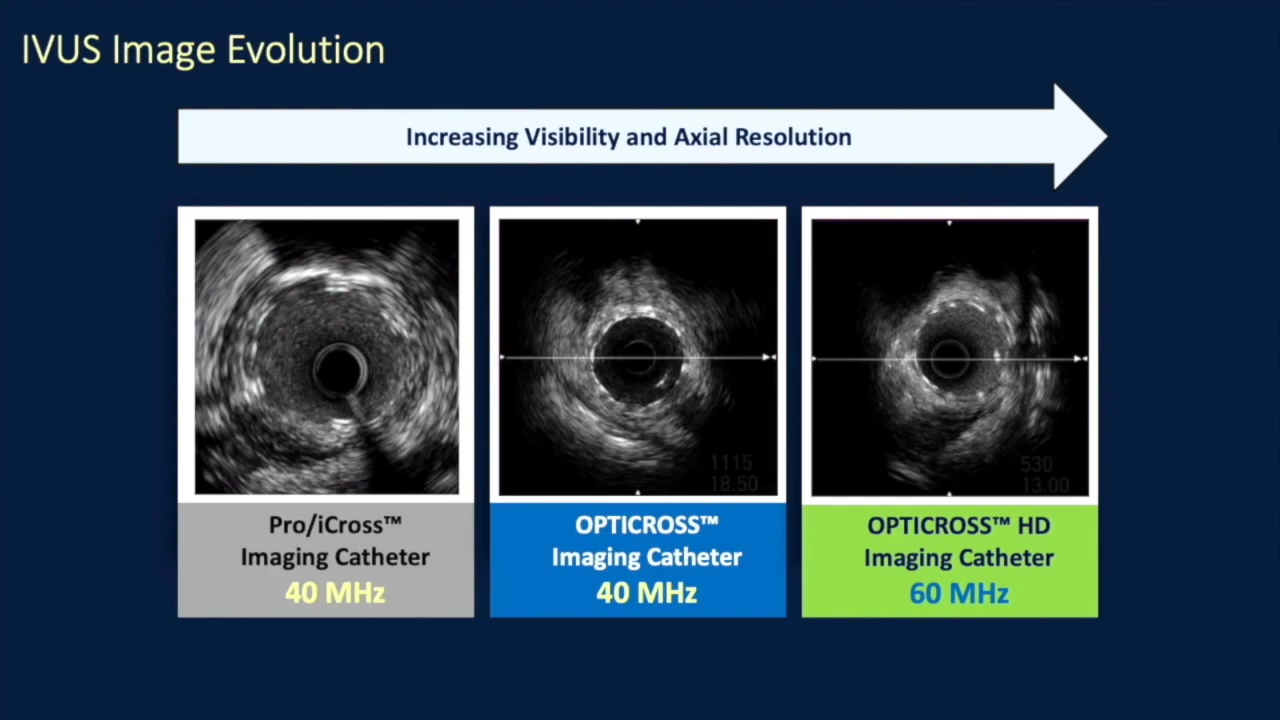 IVUS Image Evolution
Increasing Visibility and Axial Resolution
1115
18.50
530
13.00
Pro/iCross™
Imaging Catheter
40 MHz
OPTICROSS™
Imaging Catheter
40 MHz
OPTICROSS™ HD
Imaging Catheter
60 MHz